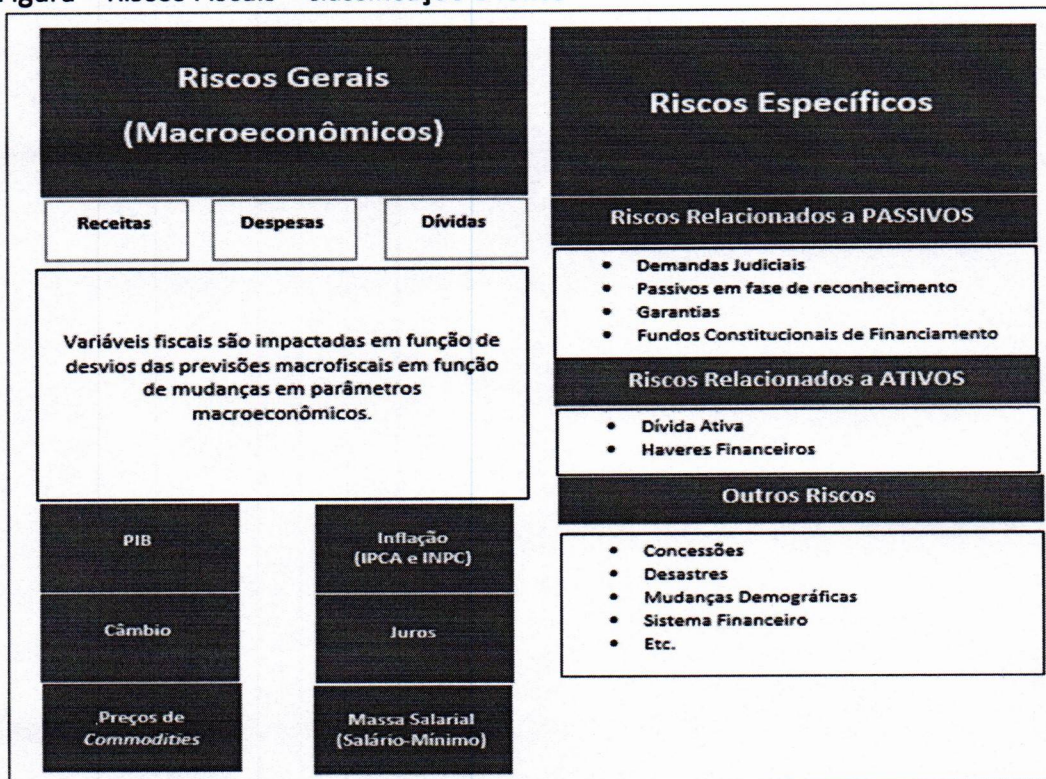 Riscos Gerais
(Macroeconômicos)
Receitas
Despesas
Dívidas
Variáveis fiscais são impactadas em função de
desvios das previsões macrofiscais em função
de mudanças em parâmetros
macroeconômicos.
PIB
Inflação
(IPCA e INPC)
Câmbio
Juros
Preços de
Commodities
Massa Salarial
(Salário-Mínimo)
Riscos Específicos
Riscos Relacionados a PASSIVOS
• Demandas Judiciais
• Passivos em fase de reconhecimento
• Garantias
• Fundos Constitucionais de Financiamento
Riscos Relacionados a ATIVOS
• Dívida Ativa
• Haveres Financeiros
Outros Riscos
• Concessões
• Desastres
• Mudanças Demográficas
• Sistema Financeiro
• Etc.